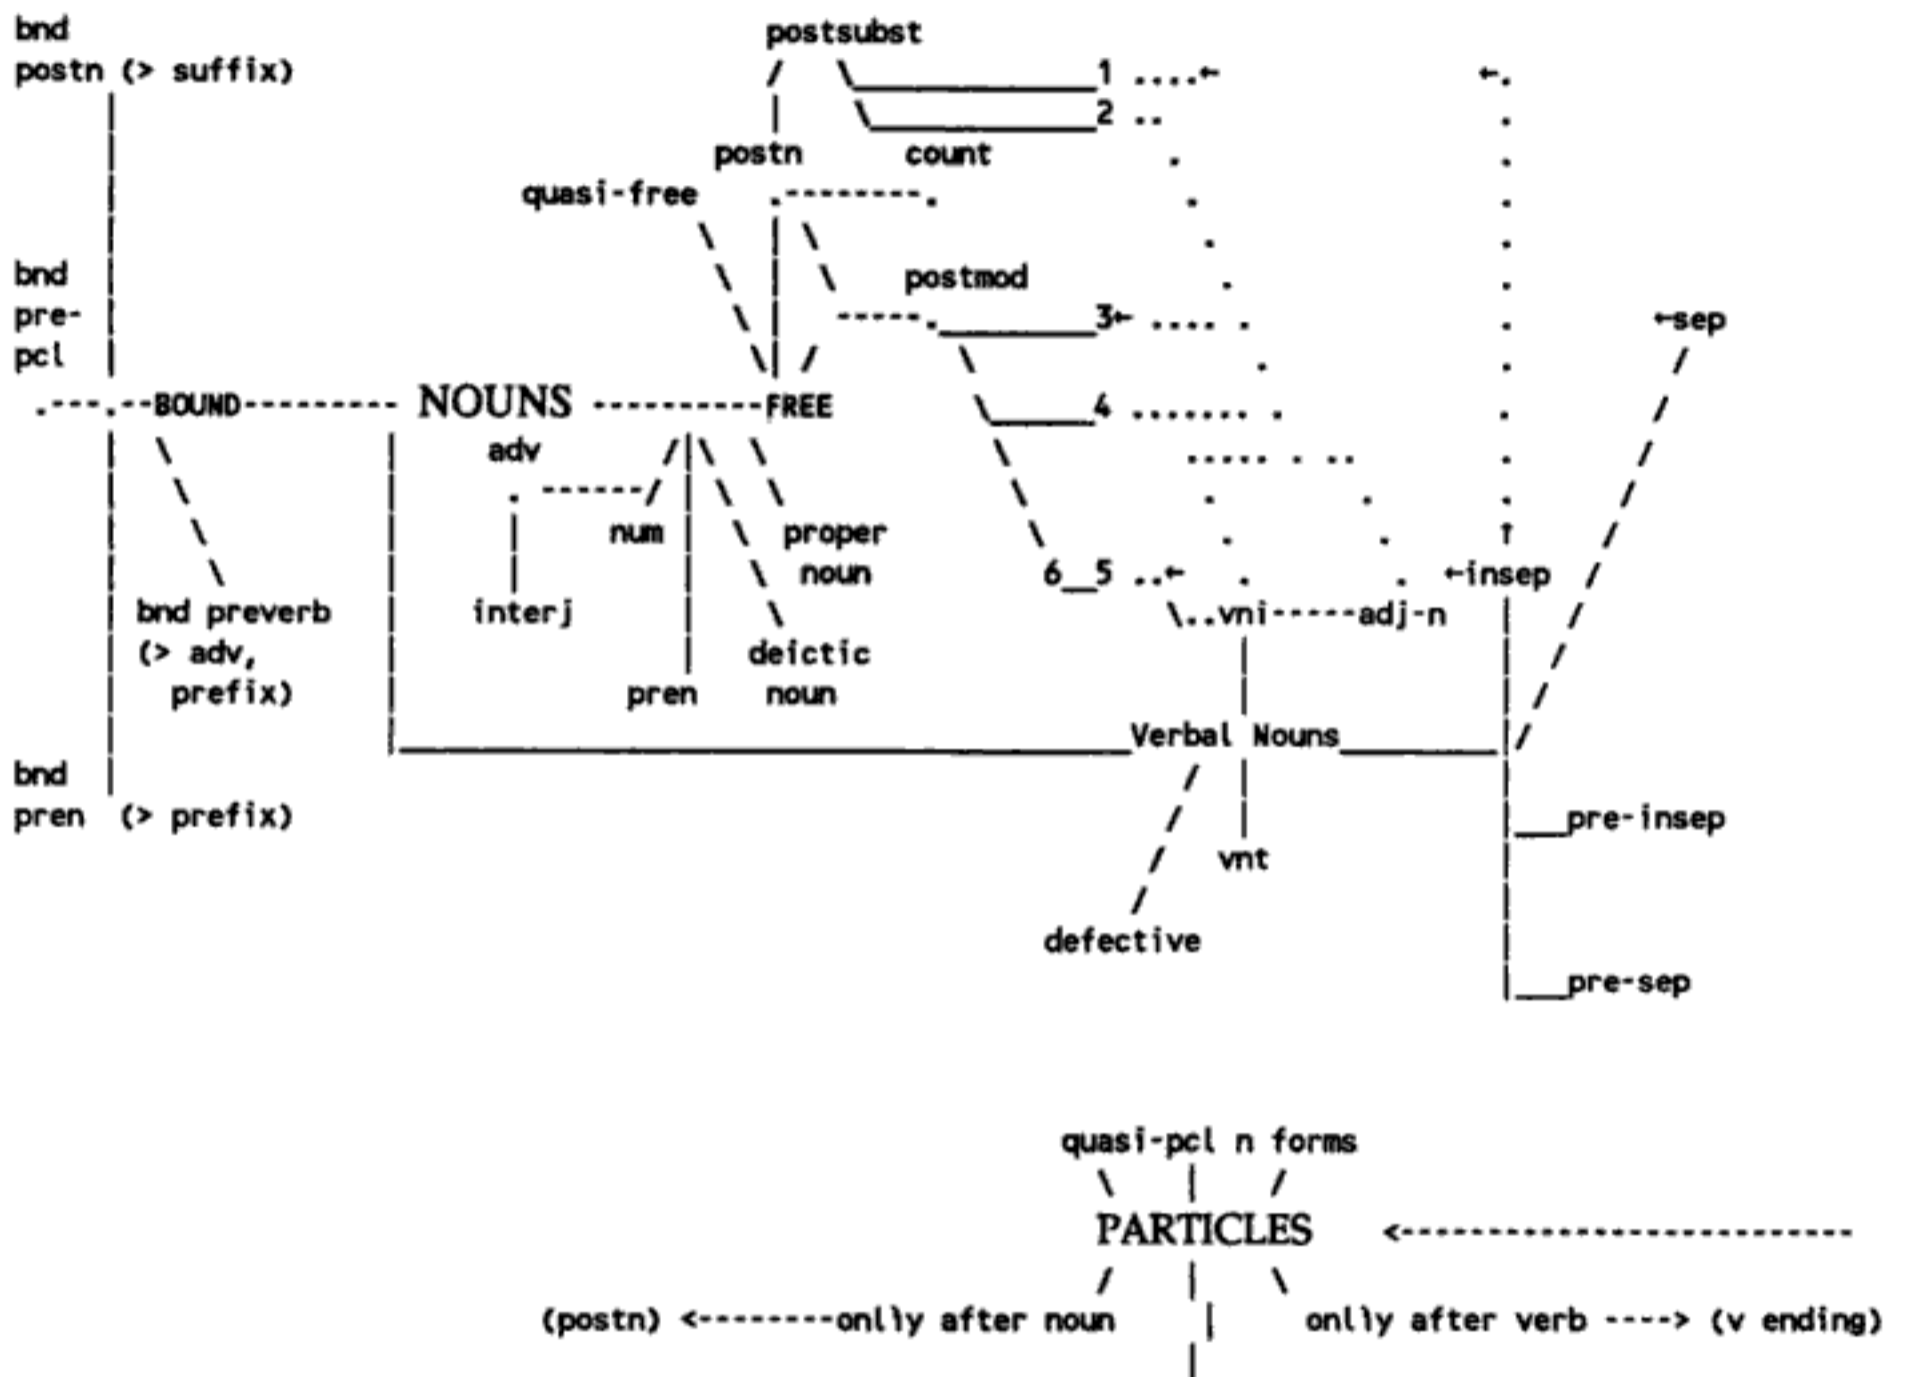 bnd postsubst
postn (> suffix) 1 ....← ←.
2 ..
postn count
quasi-free
bnd postmod
pre- 3← .... . ←sep
pcl
BOUND NOUNS FREE 4
adv
num proper
noun 6__5 ..← ←insep
bnd preverb interj vni-----adj-n
(> adv, deictic
prefix) pren noun
Verbal Nouns
bnd
pren (> prefix) pre-insep
vnt
defective
pre-sep
quasi-pcl n forms
PARTICLES <---------------------------
(postn) <--------only after noun | only after verb ----> (v ending)